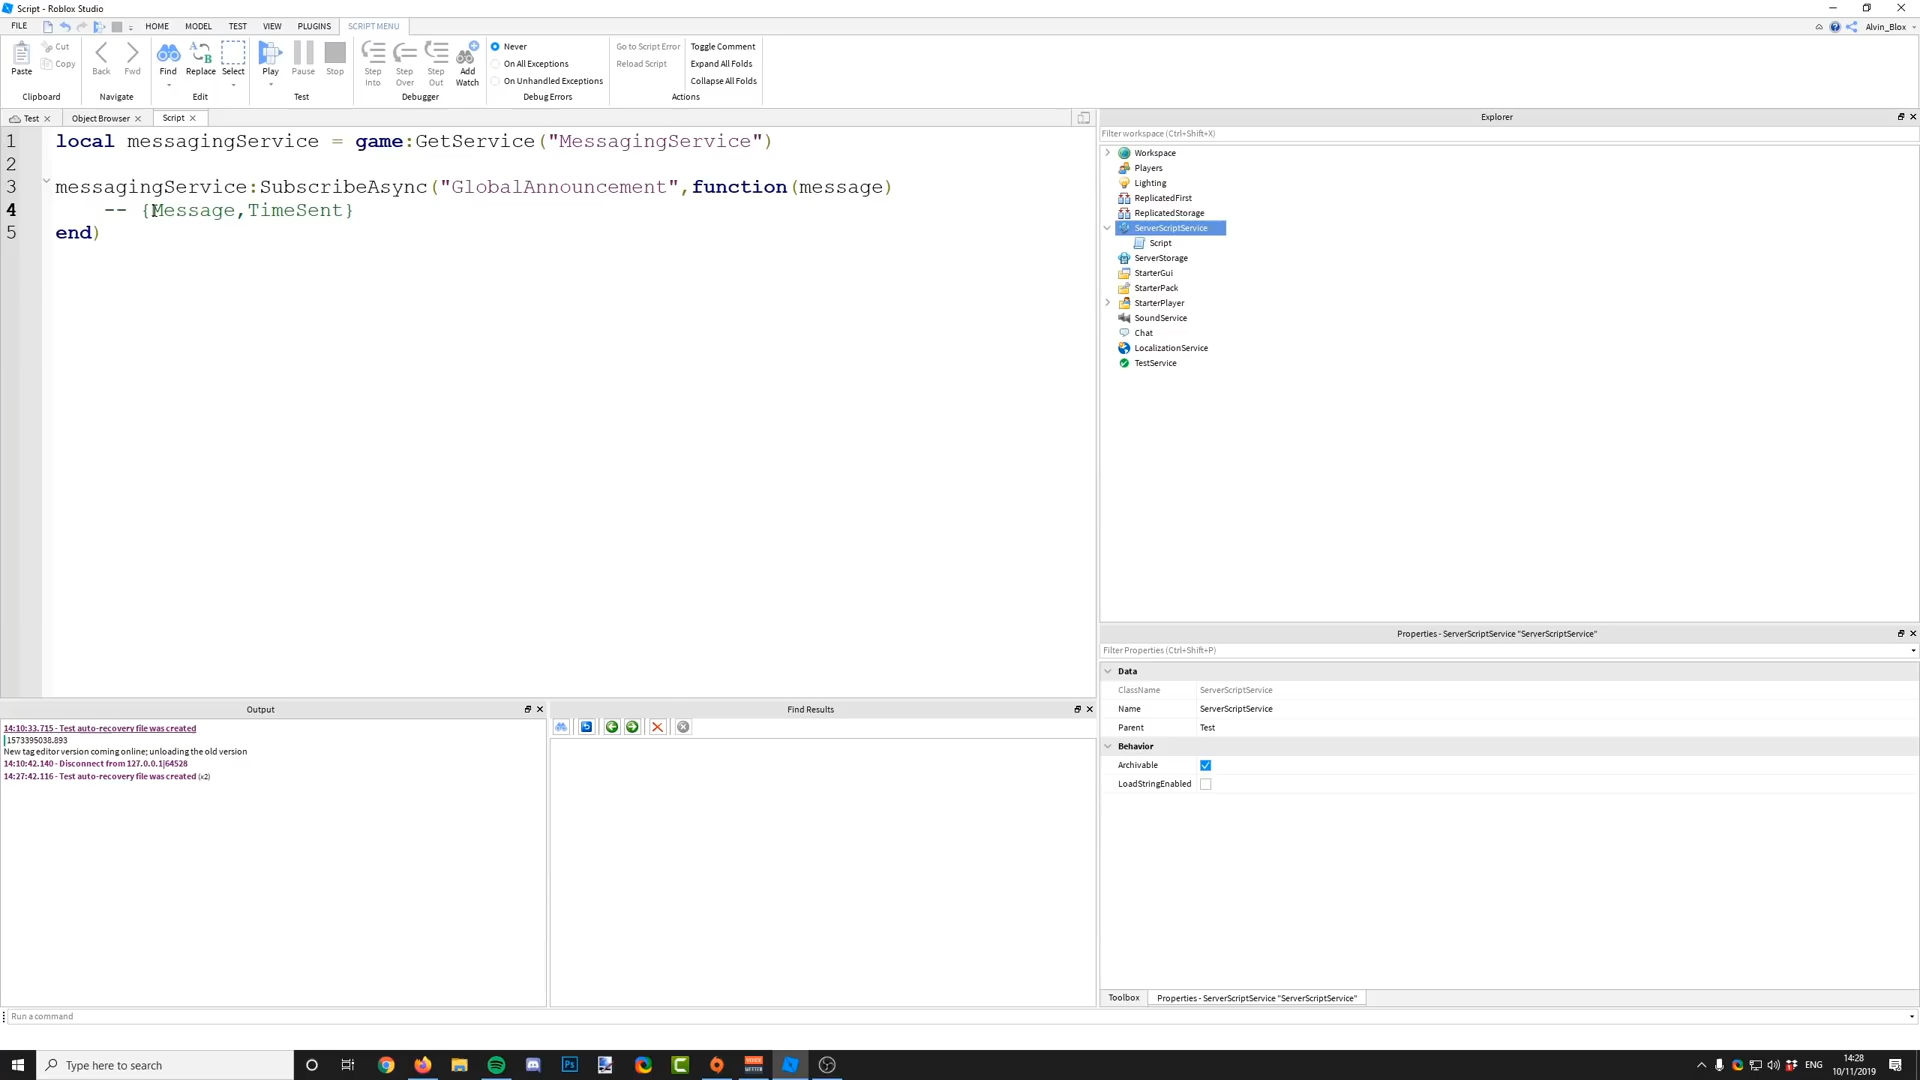 Script - Roblox Studio
FILE
HOME
MODEL
TEST
VIEW
PLUGINS
SCRIPT MENU
Alvin_Blox
Paste
Cut
Copy
Clipboard
Back
Fwd
Navigate
Find
Replace
Select
Edit
Play
Pause
Stop
Test
Step Into
Step Over
Step Out
Add Watch
Debugger
Never
On All Exceptions
On Unhandled Exceptions
Debug Errors
Go to Script Error
Reload Script
Toggle Comment
Expand All Folds
Collapse All Folds
Actions
Test
Object Browser
Script
1 local messagingService = game:GetService("MessagingService")
2
3 messagingService:SubscribeAsync("GlobalAnnouncement",function(message)
4 -- {Message,TimeSent}
5 end)
Explorer
Filter workspace (Ctrl+Shift+X)
Workspace
Players
Lighting
ReplicatedFirst
ReplicatedStorage
ServerScriptService
Script
ServerStorage
StarterGui
StarterPack
StarterPlayer
SoundService
Chat
LocalizationService
TestService
Properties - ServerScriptService "ServerScriptService"
Filter Properties (Ctrl+Shift+P)
Data
ClassName ServerScriptService
Name ServerScriptService
Parent Test
Behavior
Archivable
LoadStringEnabled
Toolbox
Properties - ServerScriptService "ServerScriptService"
Output
14:10:33.715 - Test auto-recovery file was created
1573395038.893
New tag editor version coming online; unloading the old version
14:10:42.140 - Disconnect from 127.0.0.1|64528
14:27:42.116 - Test auto-recovery file was created (x2)
Find Results
Run a command
Type here to search
ENG
14:28
10/11/2019